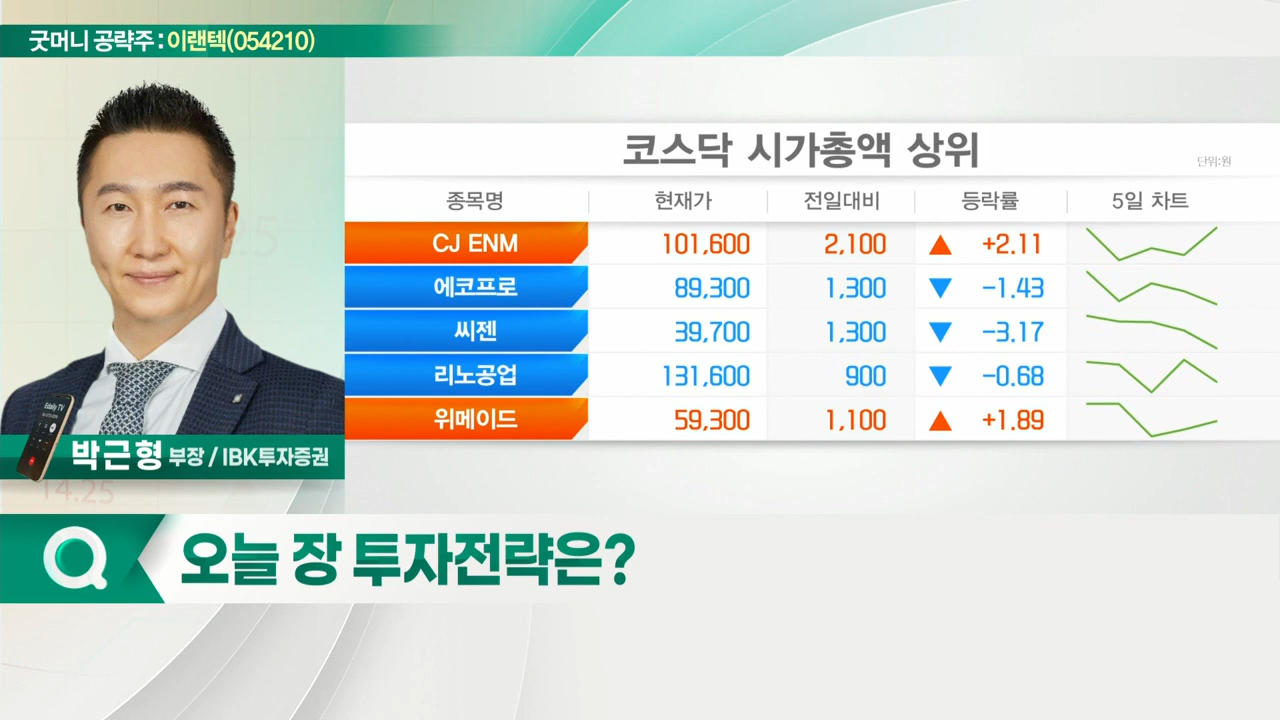 굿머니 공략주 : 이랜텍(054210)
코스닥 시가총액 상위
단위:원
종목명 현재가 전일대비 등락률 5일 차트
CJ ENM 101,600 2,100 ▲ +2.11
에코프로 89,300 1,300 ▼ -1.43
씨젠 39,700 1,300 ▼ -3.17
리노공업 131,600 900 ▼ -0.68
위메이드 59,300 1,100 ▲ +1.89
Edaily TV
박근형 부장 / IBK투자증권
14.25
Q 오늘 장 투자전략은?